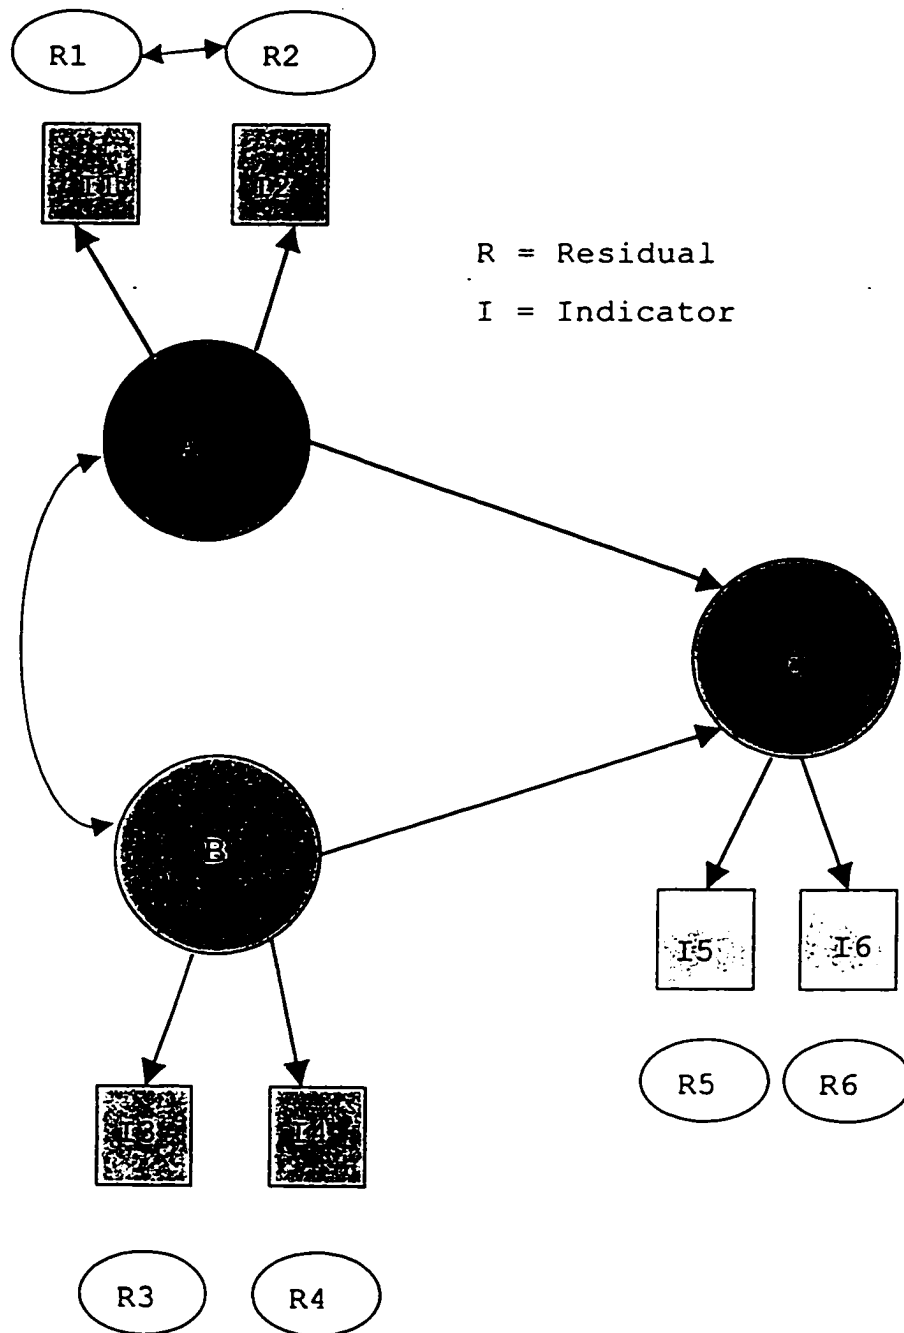 R1 R2
I1 I2
R = Residual
I = Indicator
A
C
B
I5 I6
R5 R6
I3 I4
R3 R4